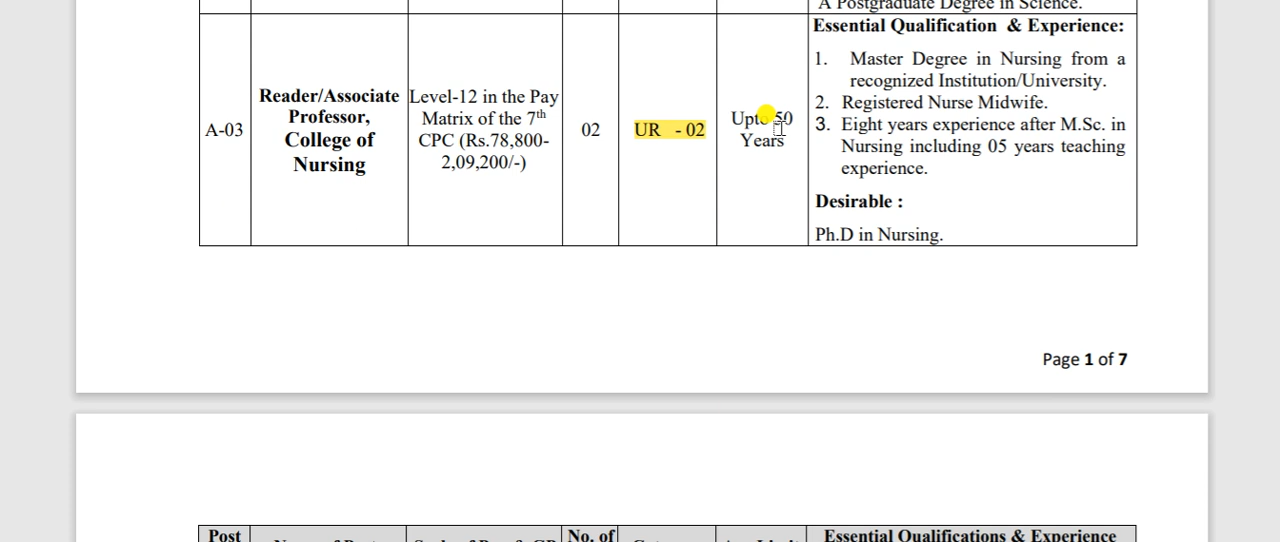 A Postgraduate Degree in Science.
A-03
Reader/Associate
Professor,
College of
Nursing
Level-12 in the Pay
Matrix of the 7th
CPC (Rs.78,800-
2,09,200/-)
02
UR - 02
Upto 50
Years
Essential Qualification & Experience:
1. Master Degree in Nursing from a
recognized Institution/University.
2. Registered Nurse Midwife.
3. Eight years experience after M.Sc. in
Nursing including 05 years teaching
experience.
Desirable :
Ph.D in Nursing.
Page 1 of 7
Post
No. of
Essential Qualifications & Experience